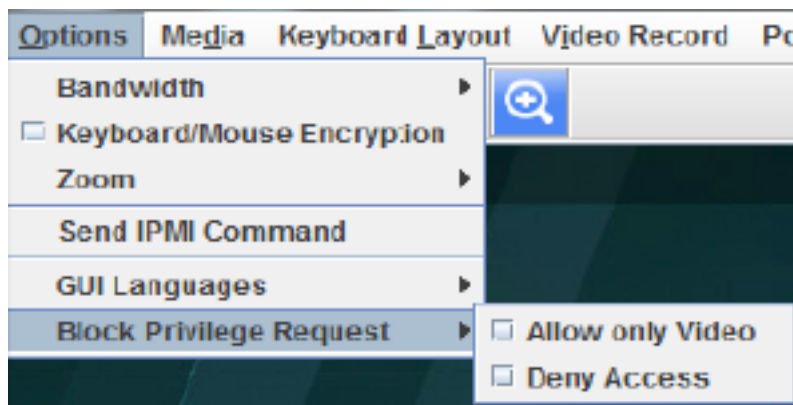 Options Media Keyboard Layout Video Record
Bandwidth
Keyboard/Mouse Encryption
Zoom
Send IPMI Command
GUI Languages
Block Privilege Request
Allow only Video
Deny Access